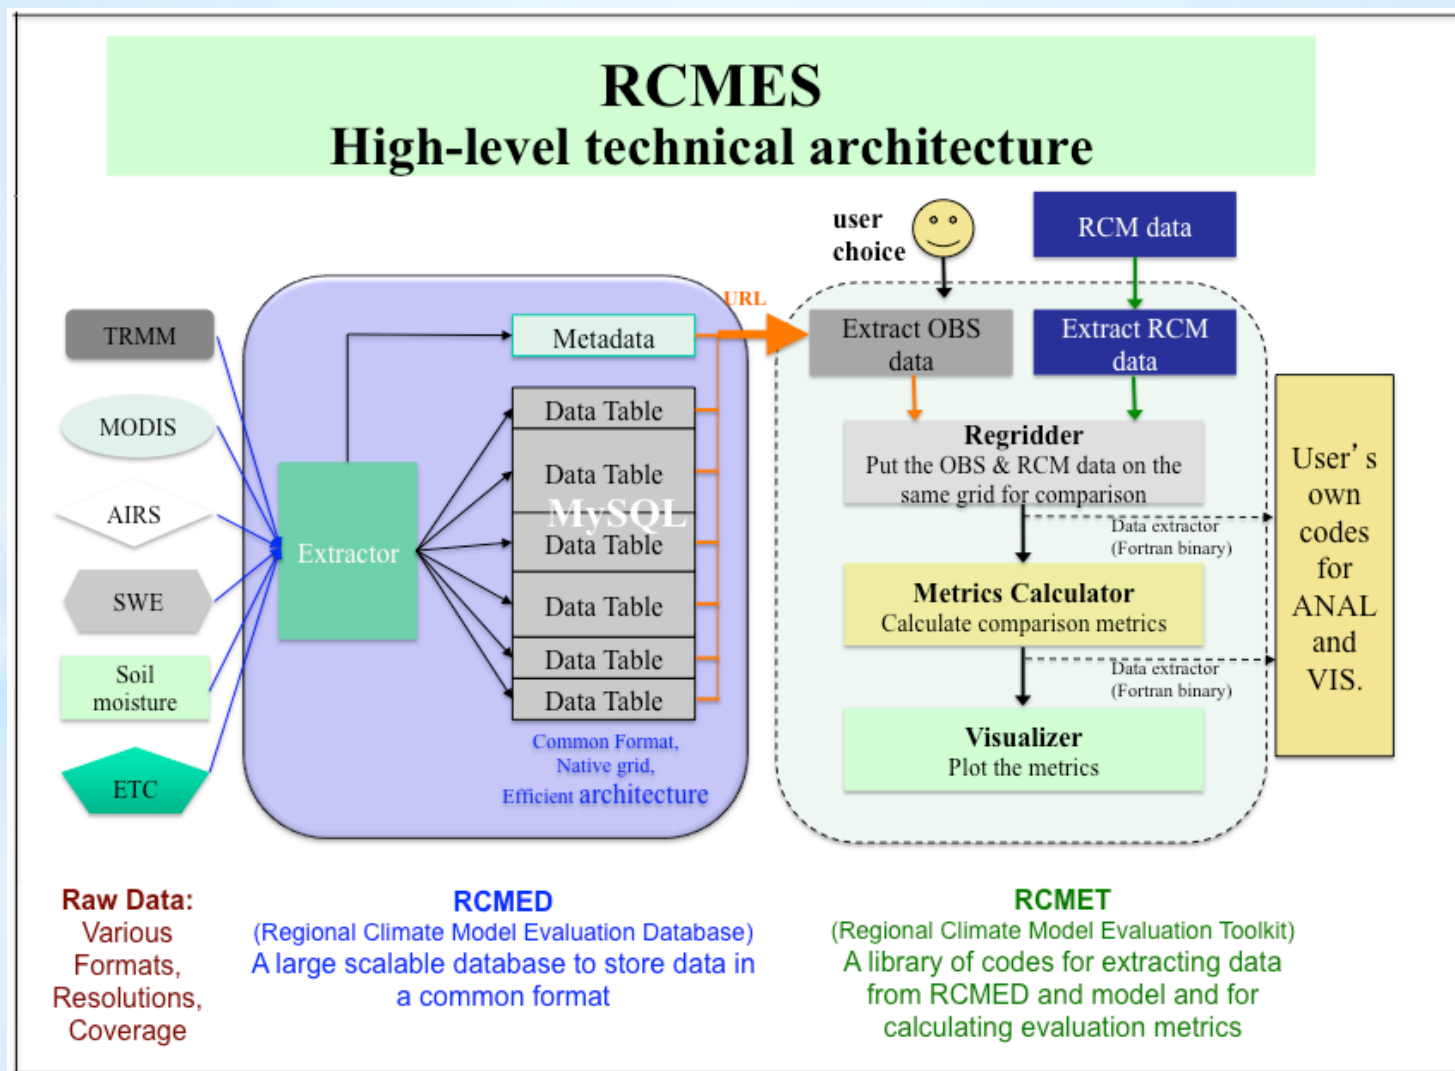 RCMES
High-level technical architecture
user
choice
RCM data
URL
TRMM
MODIS
AIRS
SWE
Soil
moisture
ETC
Extractor
Metadata
Data Table
Data Table
MySQL
Data Table
Data Table
Data Table
Data Table
Common Format,
Native grid,
Efficient architecture
Extract OBS
data
Extract RCM
data
Regridder
Put the OBS & RCM data on the
same grid for comparison
Data extractor
(Fortran binary)
Metrics Calculator
Calculate comparison metrics
Data extractor
(Fortran binary)
Visualizer
Plot the metrics
User’s
own
codes
for
ANAL
and
VIS.
Raw Data:
Various
Formats,
Resolutions,
Coverage
RCMED
(Regional Climate Model Evaluation Database)
A large scalable database to store data in
a common format
RCMET
(Regional Climate Model Evaluation Toolkit)
A library of codes for extracting data
from RCMED and model and for
calculating evaluation metrics